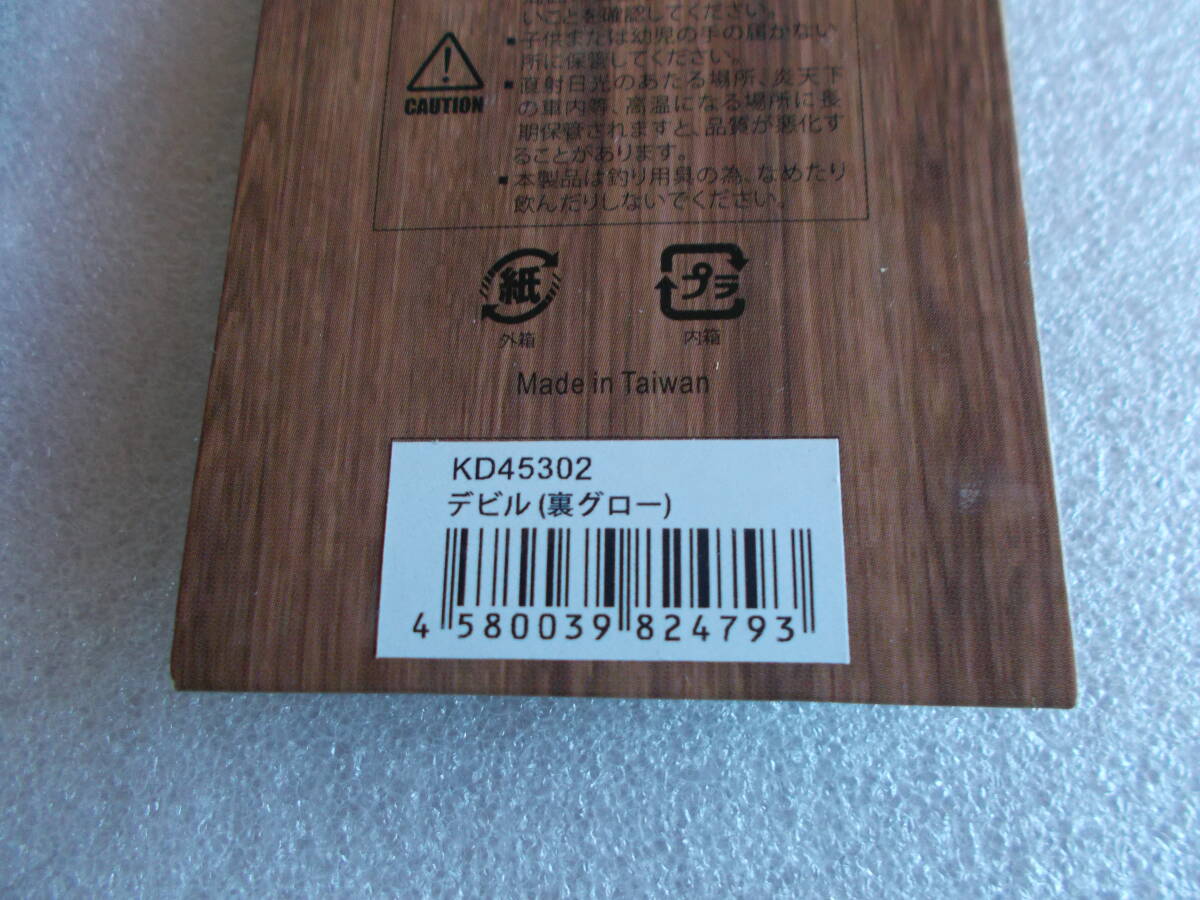 いことを確認してください。
■子供または幼児の手の届かない
所に保管してください。
■直射日光のあたる場所、炎天下
の車内等、高温になる場所に長
期保管されますと、品質が悪化す
ることがあります。
■本製品は釣り用具の為、なめたり
飲んだりしないでください。
CAUTION
紙
外箱
プラ
内箱
Made in Taiwan
KD45302
デビル(裏グロー)
4 580039 824793